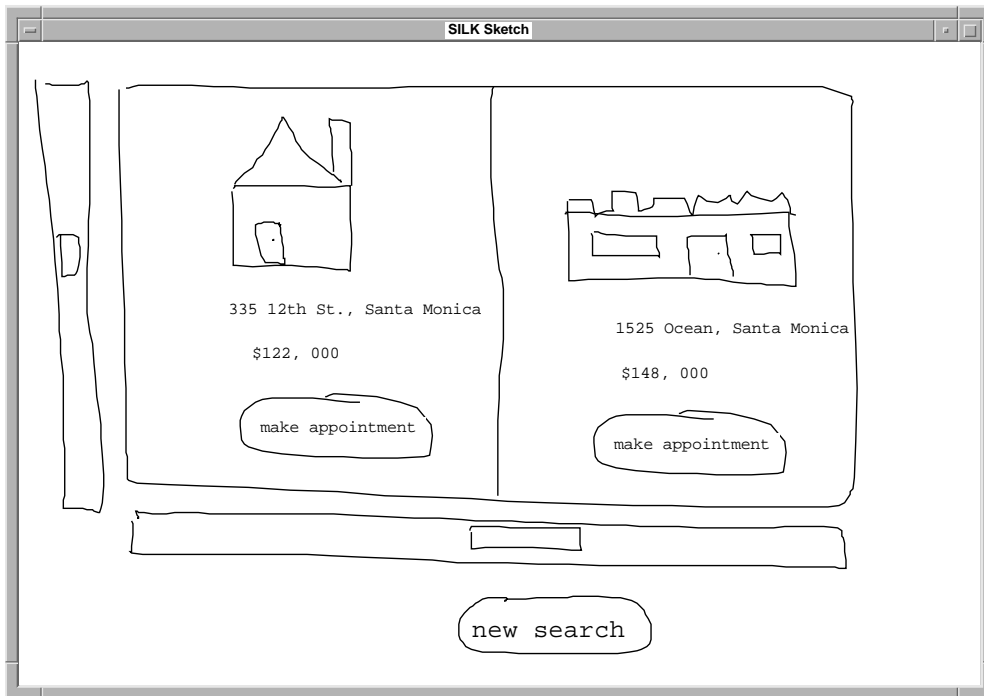 SILK Sketch
335 12th St., Santa Monica
$122, 000
make appointment
1525 Ocean, Santa Monica
$148, 000
make appointment
new search